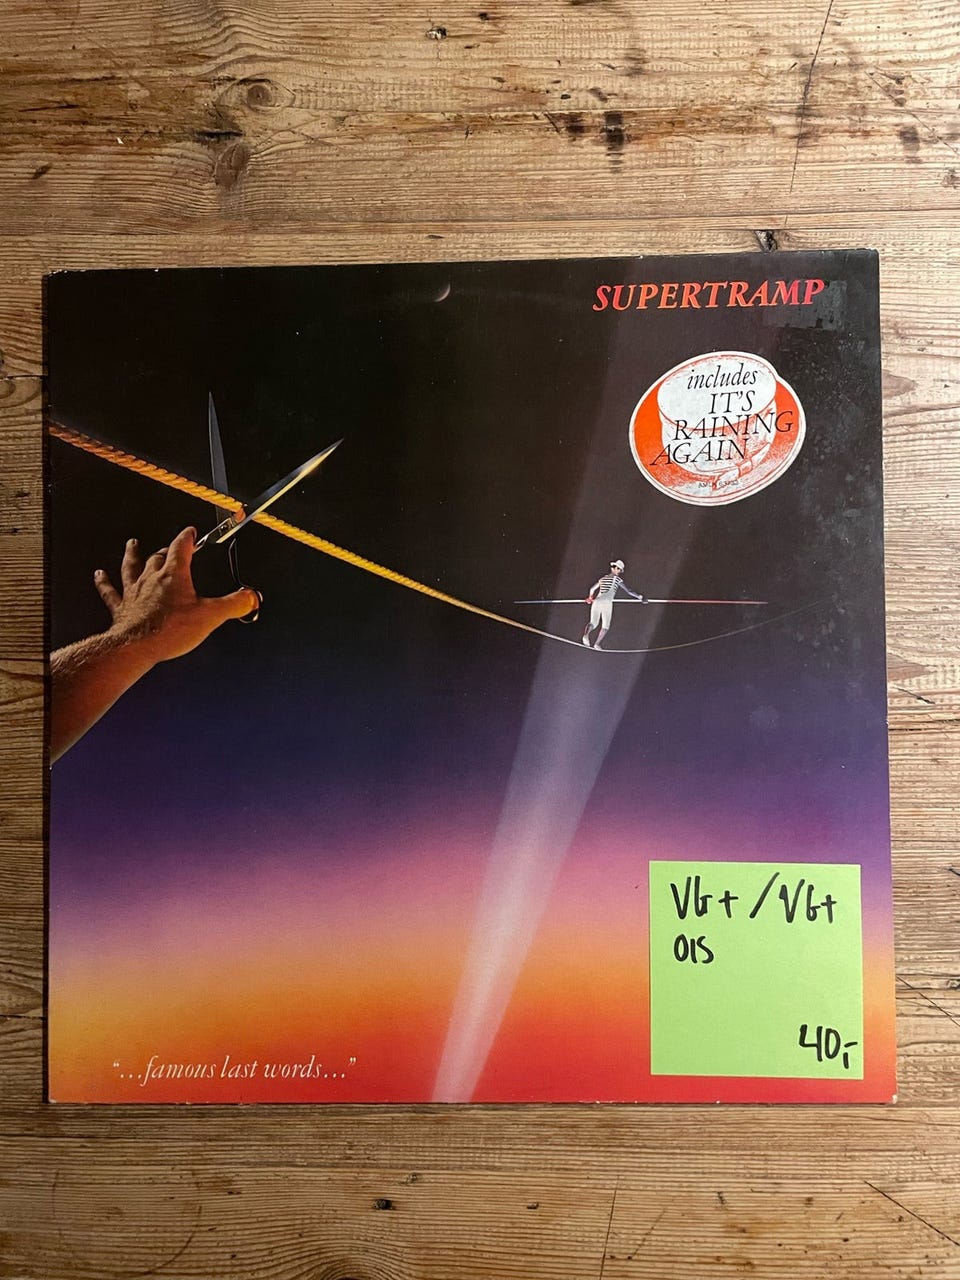 SUPERTRAMP
includes
IT'S
RAINING
AGAIN
VG+/VG+
OIS
40,-
"...famous last words..."